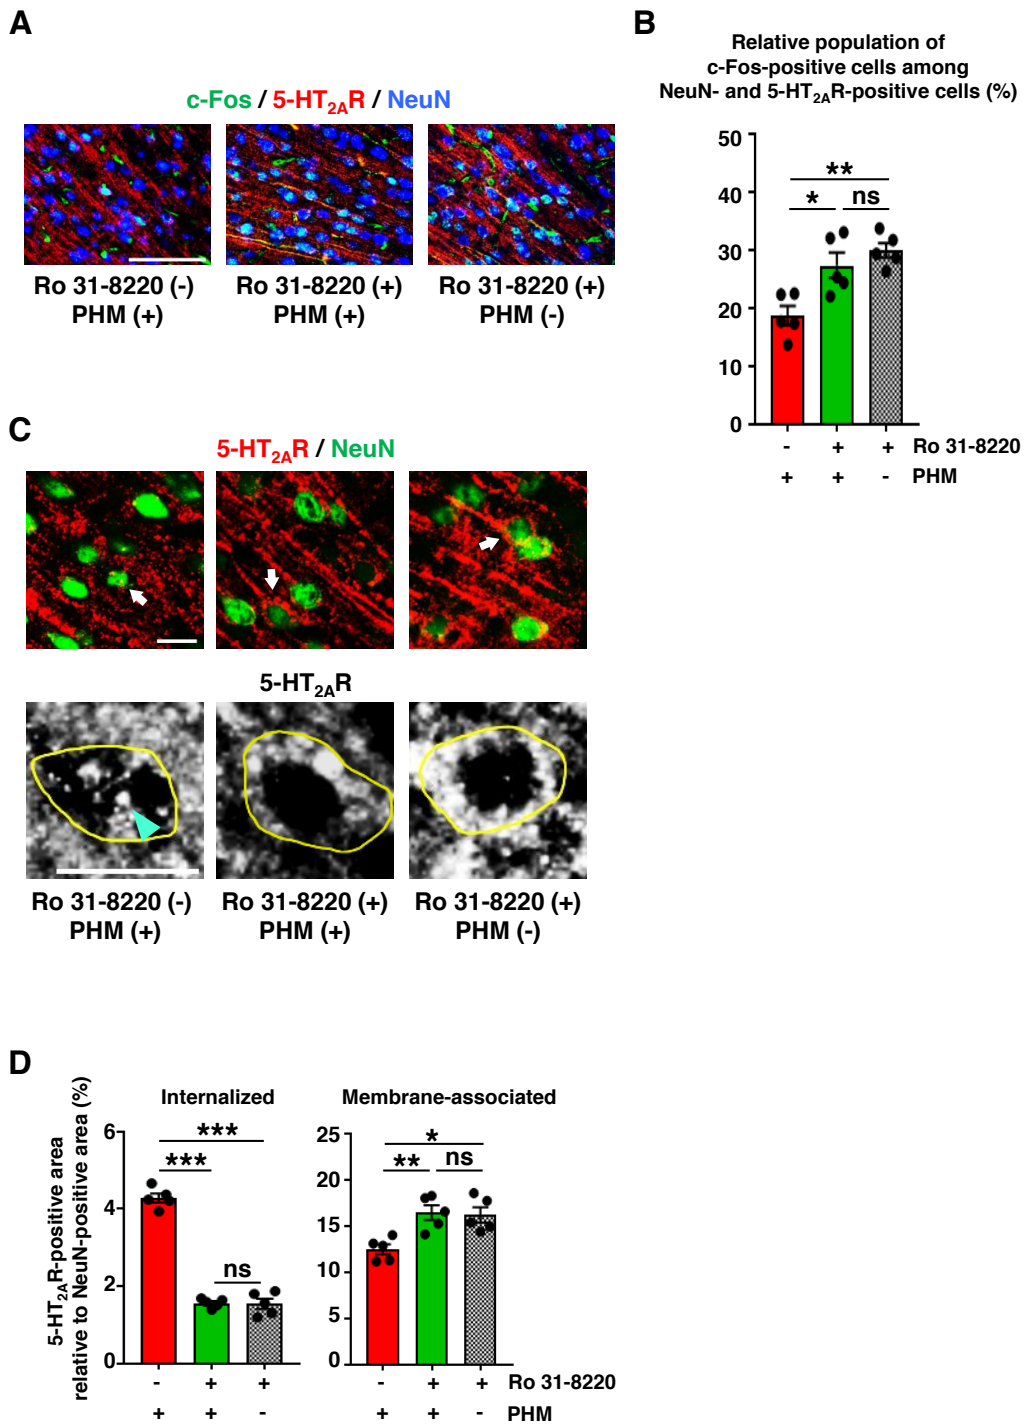 A
c-Fos / 5-HT2AR / NeuN
Ro 31-8220 (-)
PHM (+)
Ro 31-8220 (+)
PHM (+)
Ro 31-8220 (+)
PHM (-)
B
Relative population of
c-Fos-positive cells among
NeuN- and 5-HT2AR-positive cells (%)
50
40
30
20
10
0
**
*
ns
- + + Ro 31-8220
+ + - PHM
C
5-HT2AR / NeuN
5-HT2AR
Ro 31-8220 (-)
PHM (+)
Ro 31-8220 (+)
PHM (+)
Ro 31-8220 (+)
PHM (-)
D
5-HT2AR-positive area
relative to NeuN-positive area (%)
Internalized
6
4
2
0
***
***
ns
- + +
+ + -
Membrane-associated
25
20
15
10
5
0
*
**
ns
- + + Ro 31-8220
+ + - PHM